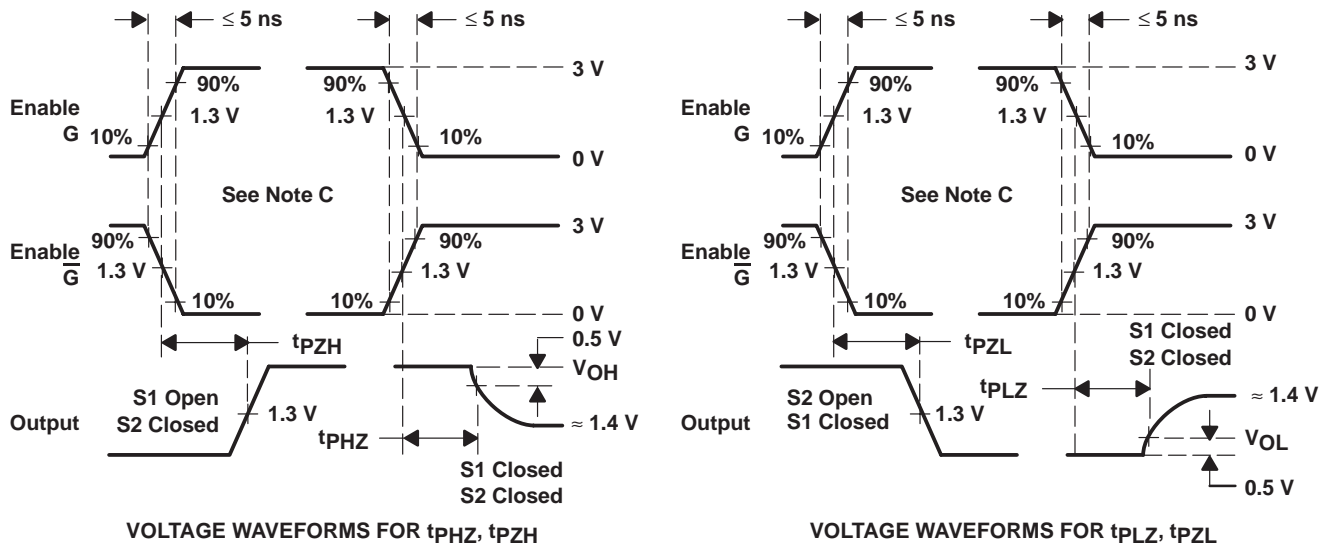 ≤ 5 ns
≤ 5 ns
3 V
90%
90%
Enable
G
1.3 V
1.3 V
10%
10%
0 V
See Note C
3 V
Enable
G
90%
90%
1.3 V
1.3 V
10%
10%
0 V
tPZH
0.5 V
VOH
S1 Open
S2 Closed
Output
1.3 V
≈ 1.4 V
tPHZ
S1 Closed
S2 Closed
VOLTAGE WAVEFORMS FOR tPHZ, tPZH
≤ 5 ns
≤ 5 ns
3 V
90%
90%
Enable
G
1.3 V
1.3 V
10%
10%
0 V
See Note C
3 V
Enable
G
90%
90%
1.3 V
1.3 V
10%
10%
0 V
tPZL
S1 Closed
S2 Closed
tPLZ
≈ 1.4 V
S2 Open
S1 Closed
Output
1.3 V
VOL
0.5 V
VOLTAGE WAVEFORMS FOR tPLZ, tPZL